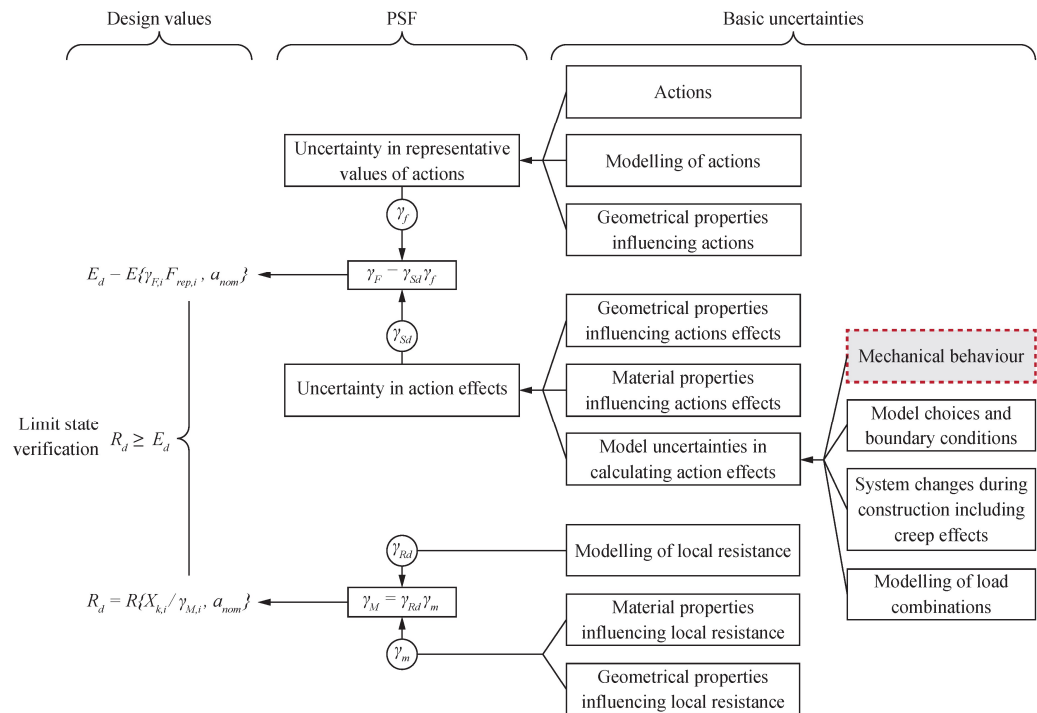 Design values
PSF
Basic uncertainties
Actions
Uncertainty in representative
values of actions
Modelling of actions
γf
Geometrical properties
influencing actions
Ed − E{γF,i Frep,i , anom}
γF − γSd γf
γSd
Geometrical properties
influencing actions effects
Mechanical behaviour
Uncertainty in action effects
Material properties
influencing actions effects
Model choices and
boundary conditions
Limit state
verification
Rd ≥ Ed
Model uncertainties in
calculating action effects
System changes during
construction including
creep effects
γRd
Modelling of local resistance
Modelling of load
combinations
Rd = R{Xk,i / γM,i , anom}
γM = γRd γm
Material properties
influencing local resistance
γm
Geometrical properties
influencing local resistance